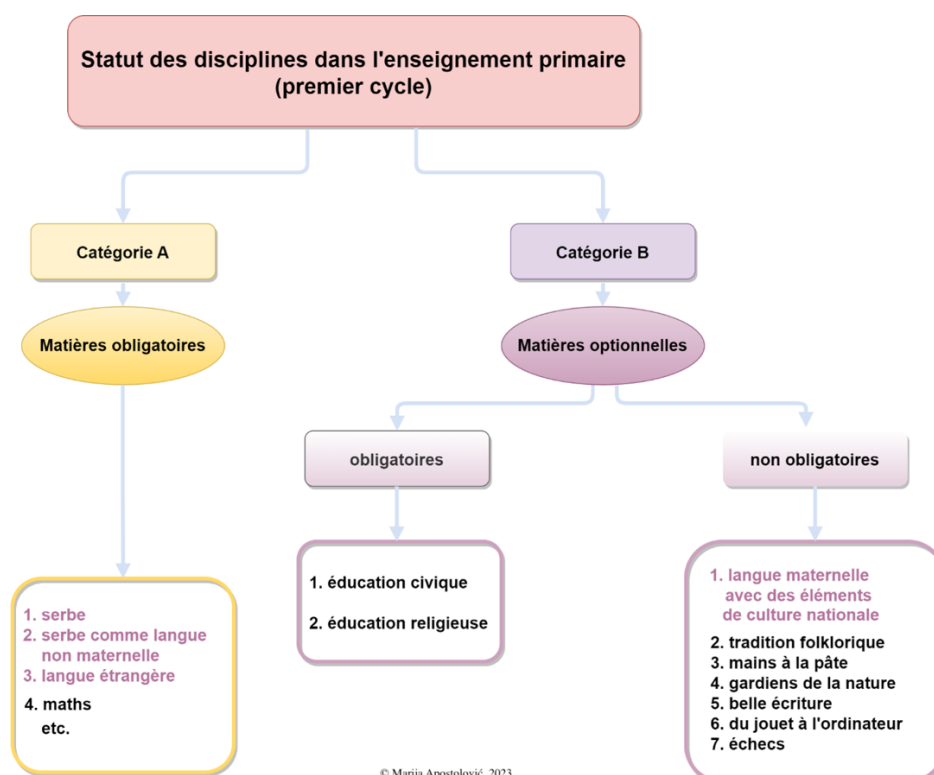 Statut des disciplines dans l'enseignement primaire
(premier cycle)
Catégorie A
Catégorie B
Matières obligatoires
Matières optionnelles
obligatoires
non obligatoires
1. serbe
2. serbe comme langue
non maternelle
3. langue étrangère
4. maths
etc.
1. éducation civique
2. éducation religieuse
1. langue maternelle
avec des éléments
de culture nationale
2. tradition folklorique
3. mains à la pâte
4. gardiens de la nature
5. belle écriture
6. du jouet à l'ordinateur
7. échecs
© Marija Apostolović, 2023